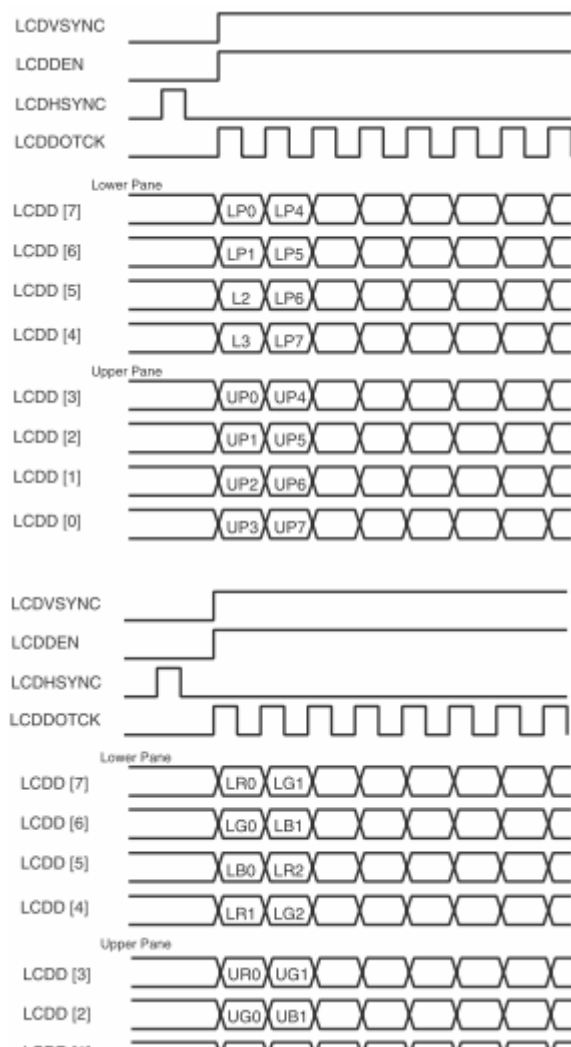 LCDVSYNC
LCDDEN
LCDHSYNC
LCDDOTCK
Lower Pane
LCDD [7] LP0 LP4
LCDD [6] LP1 LP5
LCDD [5] L2 LP6
LCDD [4] L3 LP7
Upper Pane
LCDD [3] UP0 UP4
LCDD [2] UP1 UP5
LCDD [1] UP2 UP6
LCDD [0] UP3 UP7
LCDVSYNC
LCDDEN
LCDHSYNC
LCDDOTCK
Lower Pane
LCDD [7] LR0 LG1
LCDD [6] LG0 LB1
LCDD [5] LB0 LR2
LCDD [4] LR1 LG2
Upper Pane
LCDD [3] UR0 UG1
LCDD [2] UG0 UB1